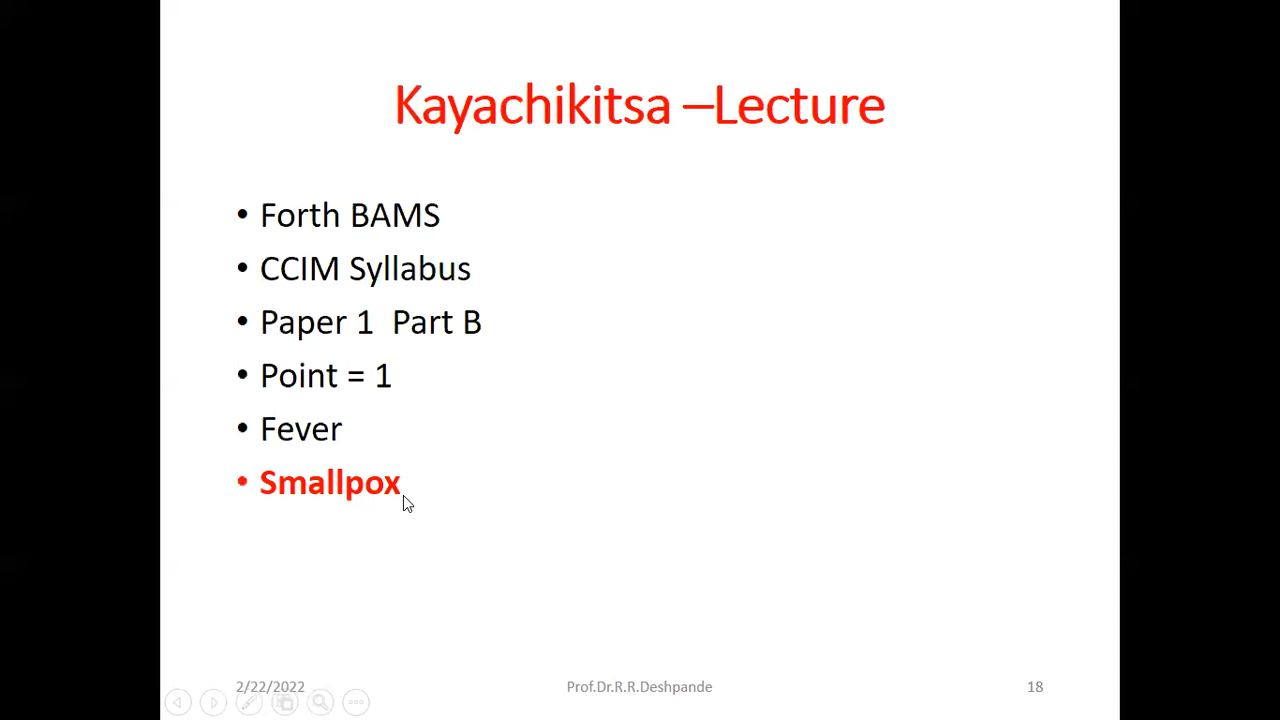 Kayachikitsa –Lecture
• Forth BAMS
• CCIM Syllabus
• Paper 1  Part B
• Point = 1
• Fever
• Smallpox
2/22/2022
Prof.Dr.R.R.Deshpande
18